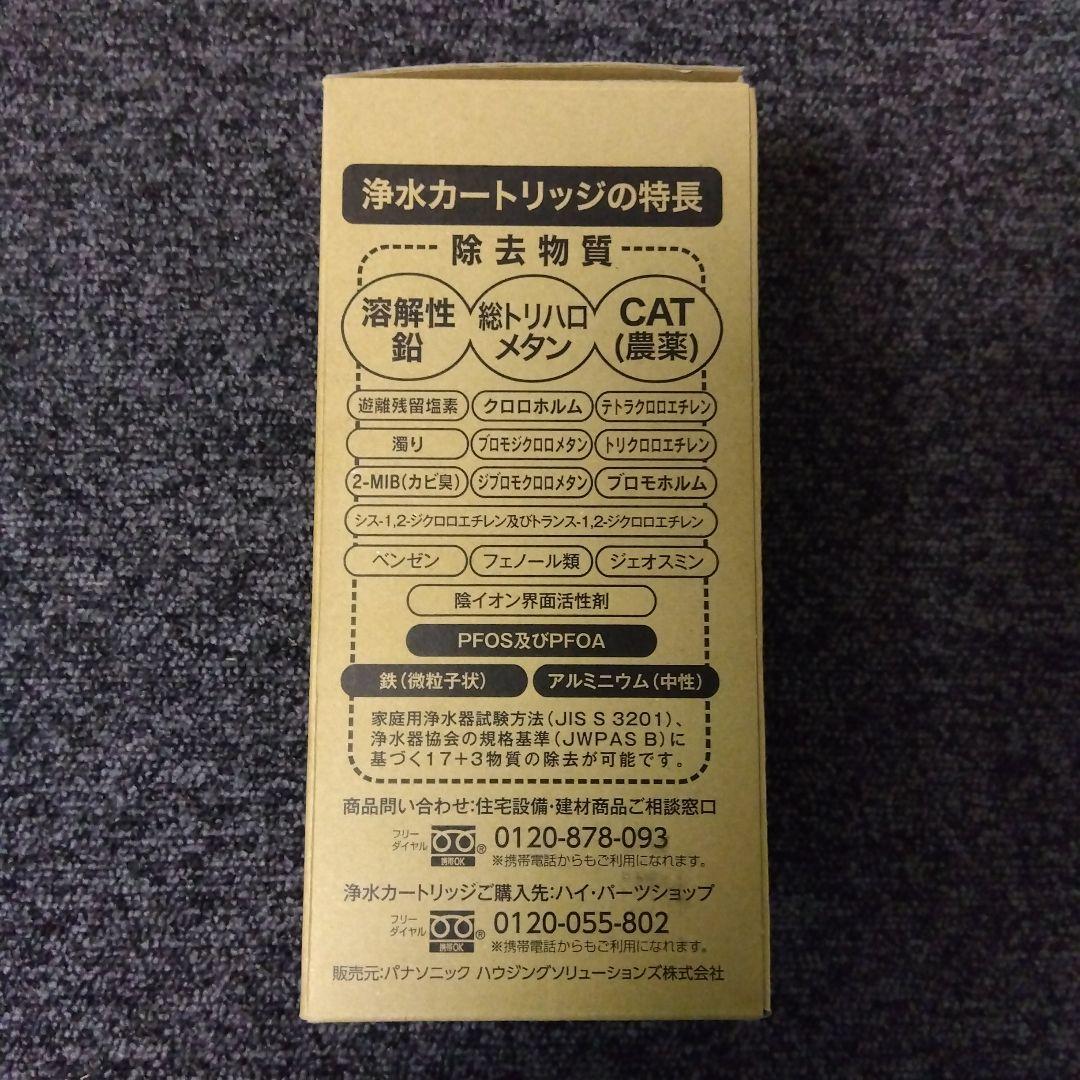 浄水カートリッジの特長
除去物質
溶解性
鉛
総トリハロ
メタン
CAT
(農薬)
遊離残留塩素 クロロホルム テトラクロロエチレン
濁り ブロモジクロロメタン トリクロロエチレン
2-MIB(カビ臭) ジブロモクロロメタン ブロモホルム
シス-1,2-ジクロロエチレン及びトランス-1,2-ジクロロエチレン
ベンゼン フェノール類 ジェオスミン
陰イオン界面活性剤
PFOS及びPFOA
鉄(微粒子状) アルミニウム(中性)
家庭用浄水器試験方法(JIS S 3201)、
浄水器協会の規格基準(JWPAS B)に
基づく17+3物質の除去が可能です。
商品問い合わせ:住宅設備・建材商品ご相談窓口
フリー
ダイヤル 携帯OK ® 0120-878-093
※携帯電話からもご利用になれます。
浄水カートリッジご購入先:ハイ・パーツショップ
フリー
ダイヤル 携帯OK ® 0120-055-802
※携帯電話からもご利用になれます。
販売元:パナソニック ハウジングソリューションズ株式会社